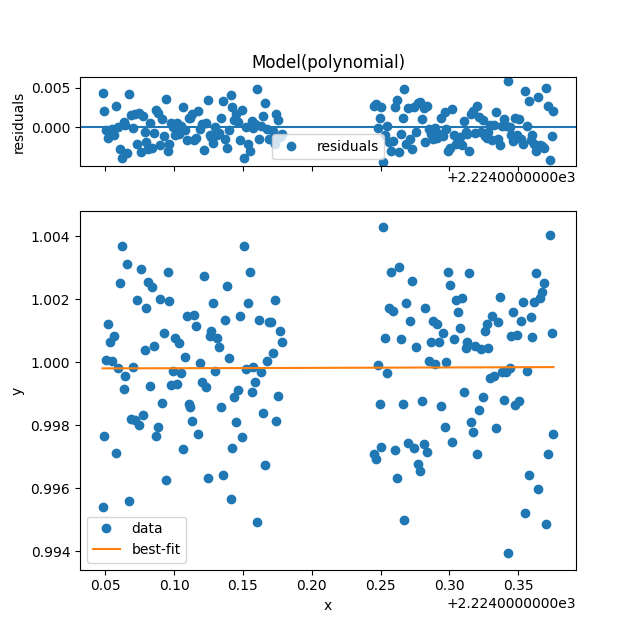 Model(polynomial)
residuals
0.005
0.000
residuals
+2.2240000000e3
y
1.004
1.002
1.000
0.998
0.996
0.994
data
best-fit
0.05 0.10 0.15 0.20 0.25 0.30 0.35
x
+2.2240000000e3